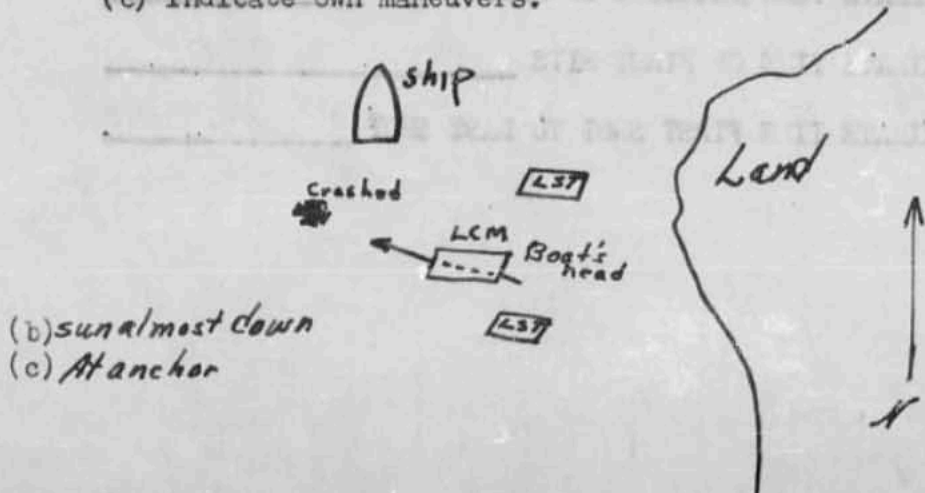 (c) Indicate own maneuvers.
ship
LST
Land
Crashed
LCM
Boat's
head
LST
(b) sun almost down
(c) At anchor
N